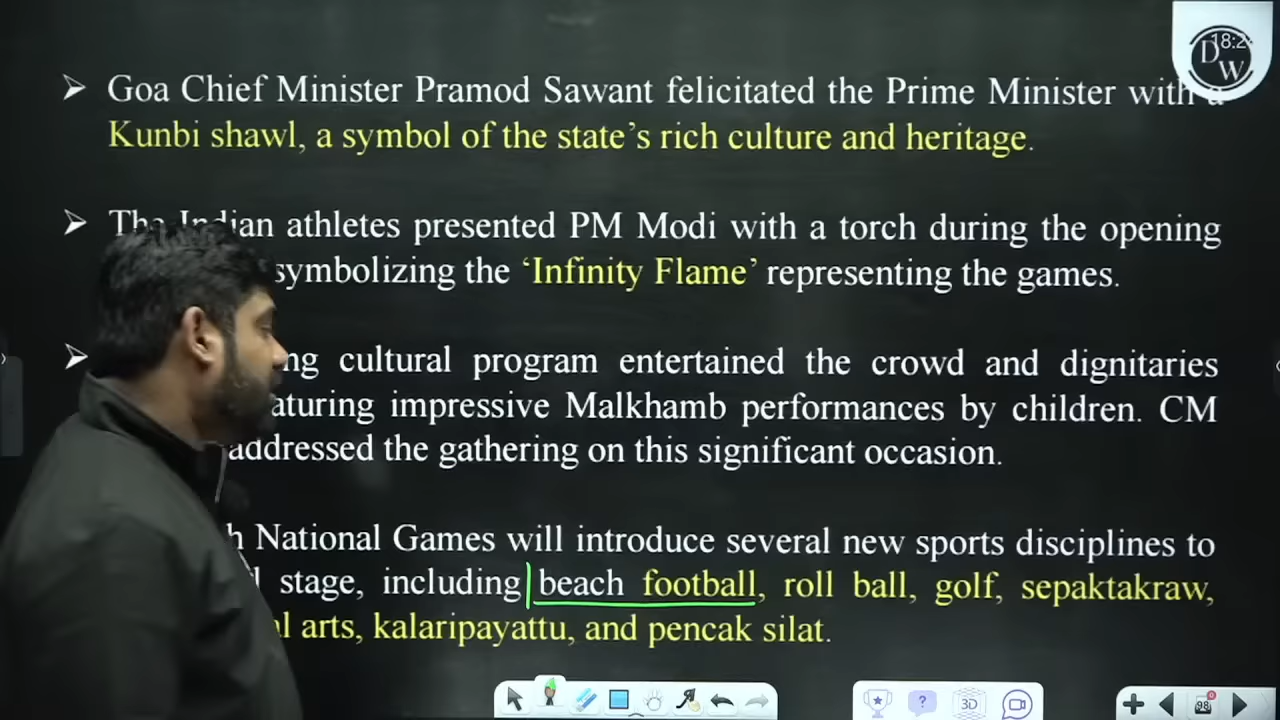 18:2
D
W
➤ Goa Chief Minister Pramod Sawant felicitated the Prime Minister with a
Kunbi shawl, a symbol of the state’s rich culture and heritage.
➤ The Indian athletes presented PM Modi with a torch during the opening
symbolizing the ‘Infinity Flame’ representing the games.
➤ ng cultural program entertained the crowd and dignitaries
aturing impressive Malkhamb performances by children. CM
addressed the gathering on this significant occasion.
h National Games will introduce several new sports disciplines to
l stage, including beach football, roll ball, golf, sepaktakraw,
l arts, kalaripayattu, and pencak silat.
?
3D
98